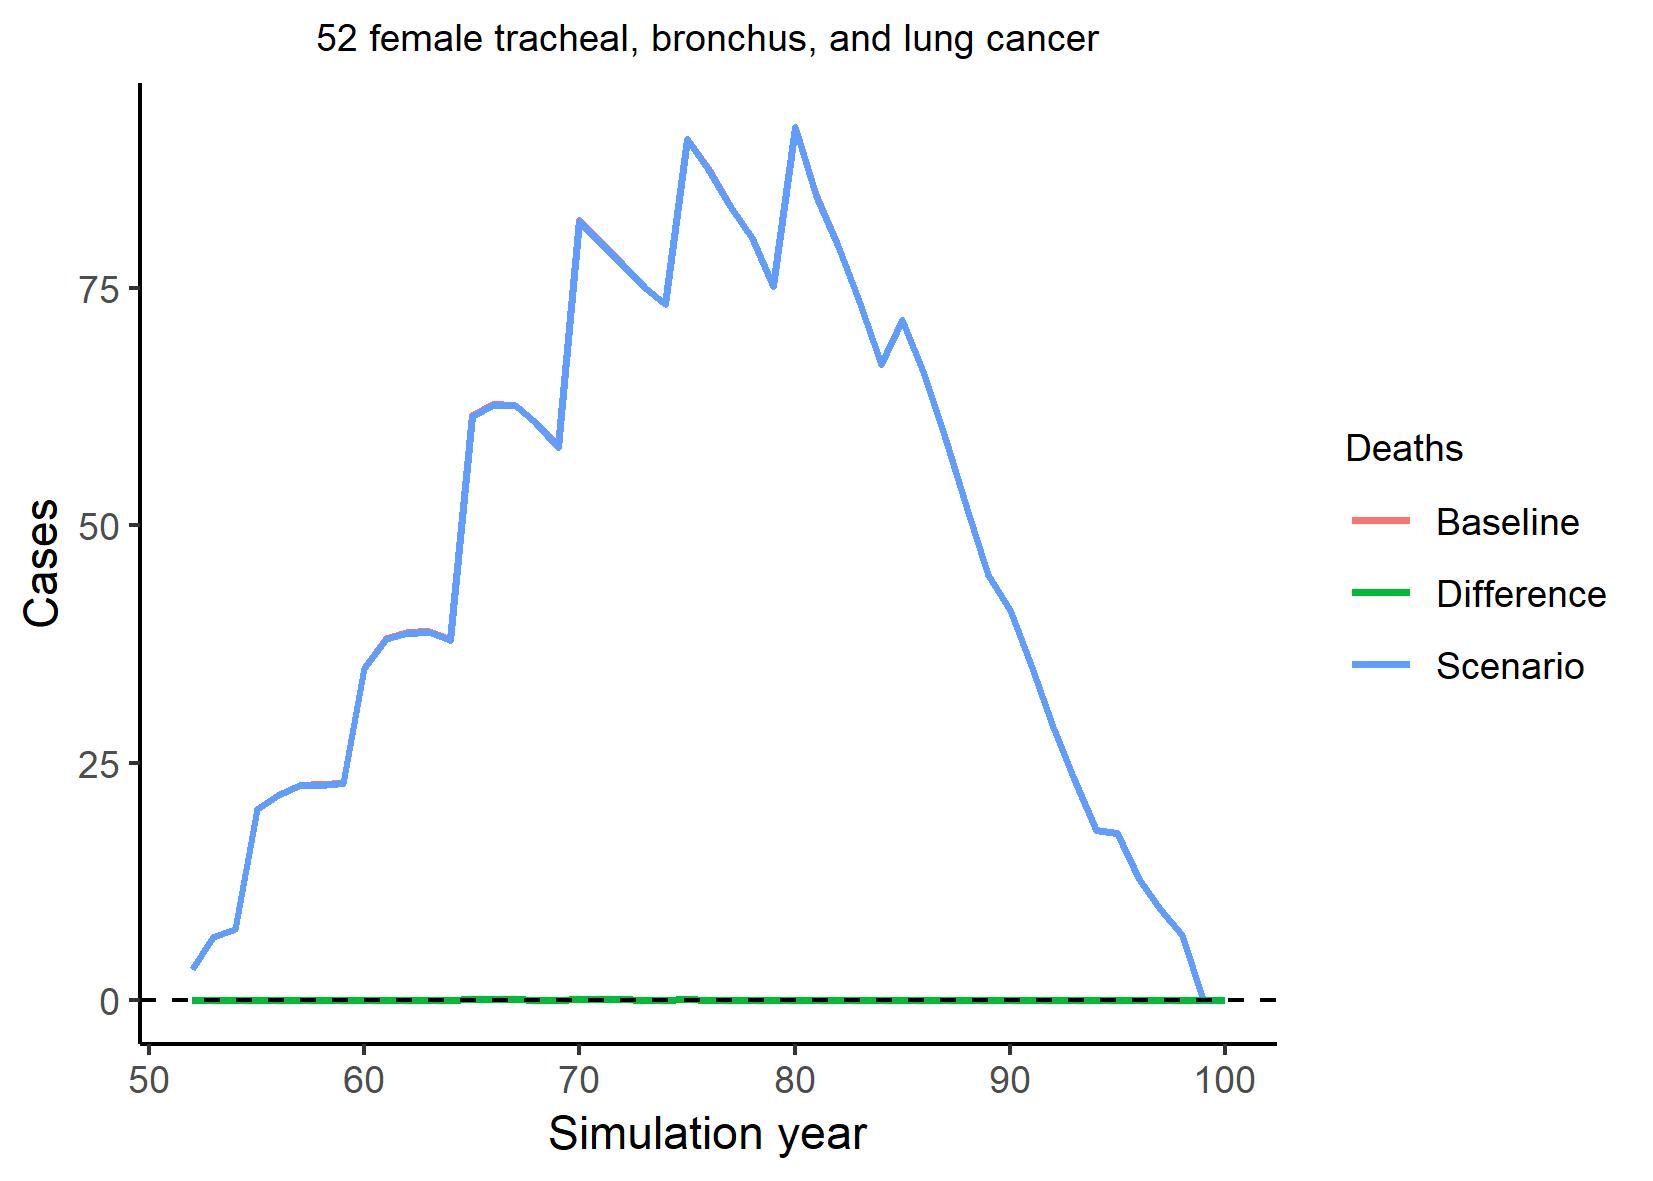 52 female tracheal, bronchus, and lung cancer
Cases
75
50
25
0
50 60 70 80 90 100
Simulation year
Deaths
Baseline
Difference
Scenario